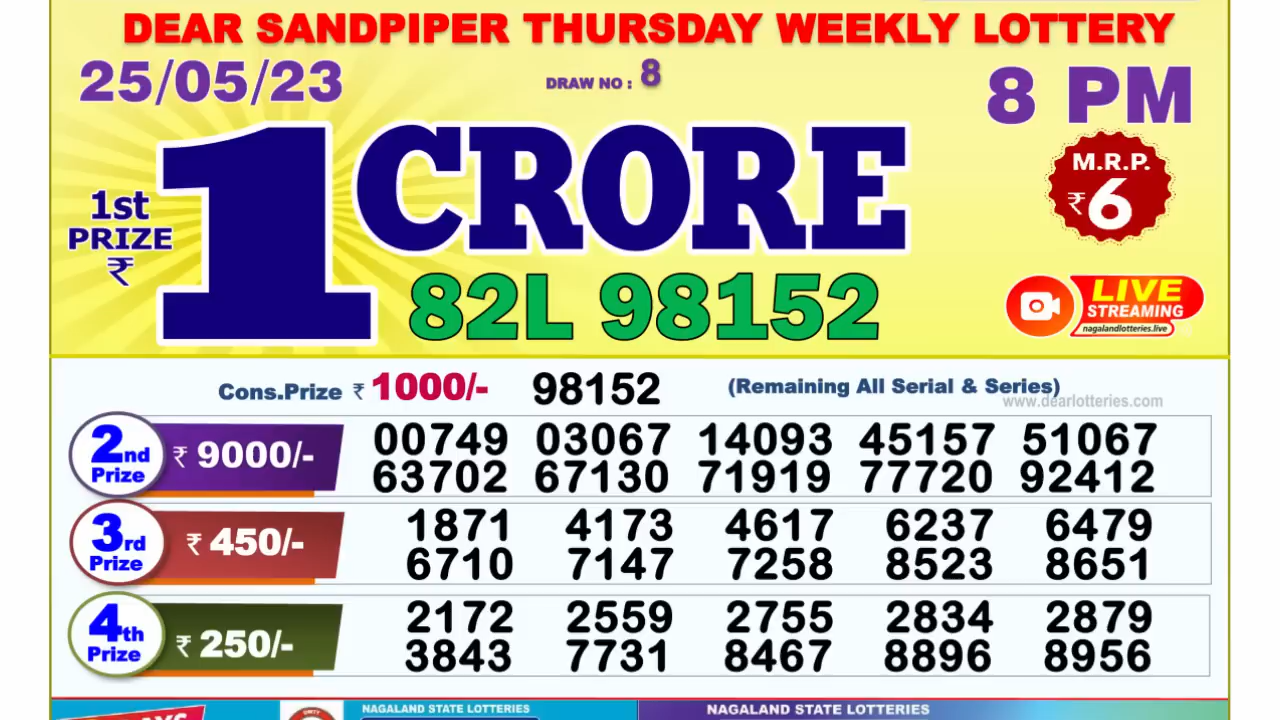 DEAR SANDPIPER THURSDAY WEEKLY LOTTERY
25/05/23
DRAW NO : 8
8 PM
M.R.P.
₹6
1st
PRIZE
₹
1 CRORE
82L 98152
LIVE
STREAMING
nagalandlotteries.live
Cons.Prize ₹ 1000/- 98152 (Remaining All Serial & Series)
www.dearlotteries.com
2nd
Prize
₹ 9000/-
00749 03067 14093 45157 51067
63702 67130 71919 77720 92412
3rd
Prize
₹ 450/-
1871 4173 4617 6237 6479
6710 7147 7258 8523 8651
4th
Prize
₹ 250/-
2172 2559 2755 2834 2879
3843 7731 8467 8896 8956
NAGALAND STATE LOTTERIES
NAGALAND STATE LOTTERIES